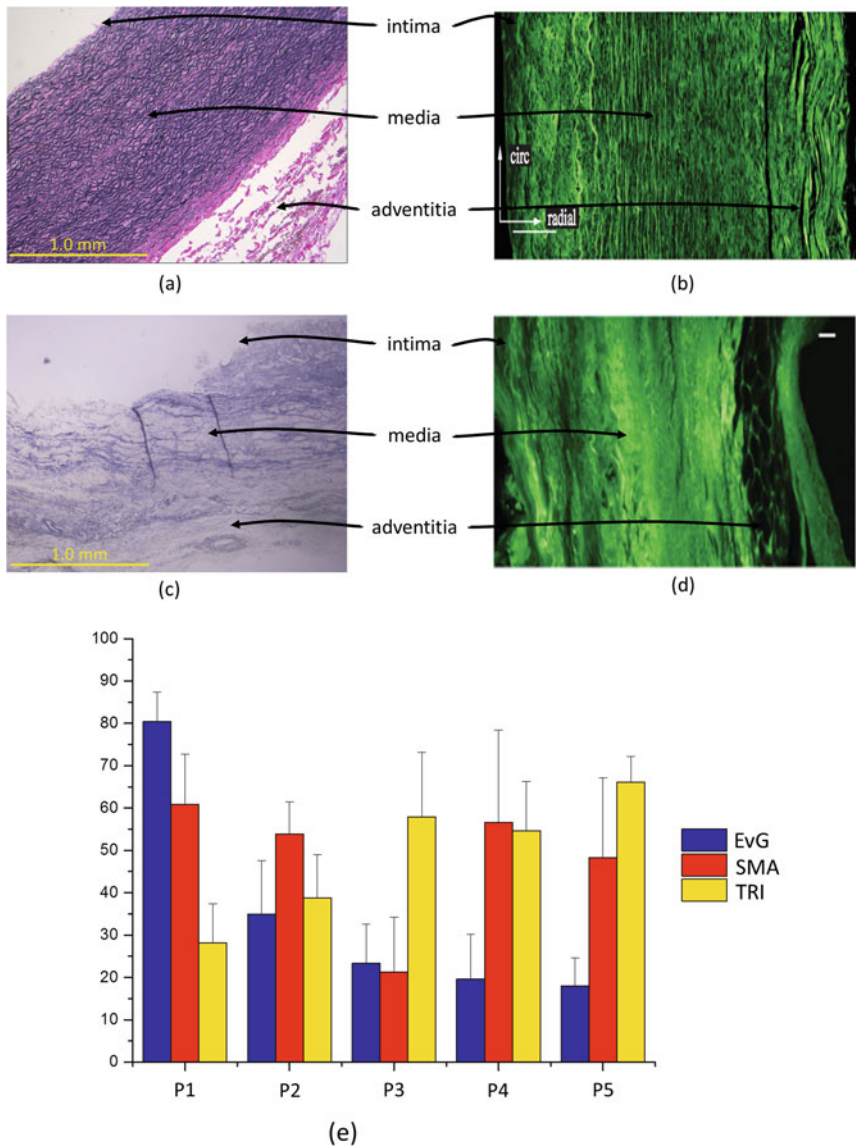 intima
media
circ
adventitia
radial
1.0 mm
(a)
(b)
intima
media
adventitia
1.0 mm
(c)
(d)
100
90
80
70
60
50
40
30
20
10
0
EvG
SMA
TRI
P1 P2 P3 P4 P5
(e)